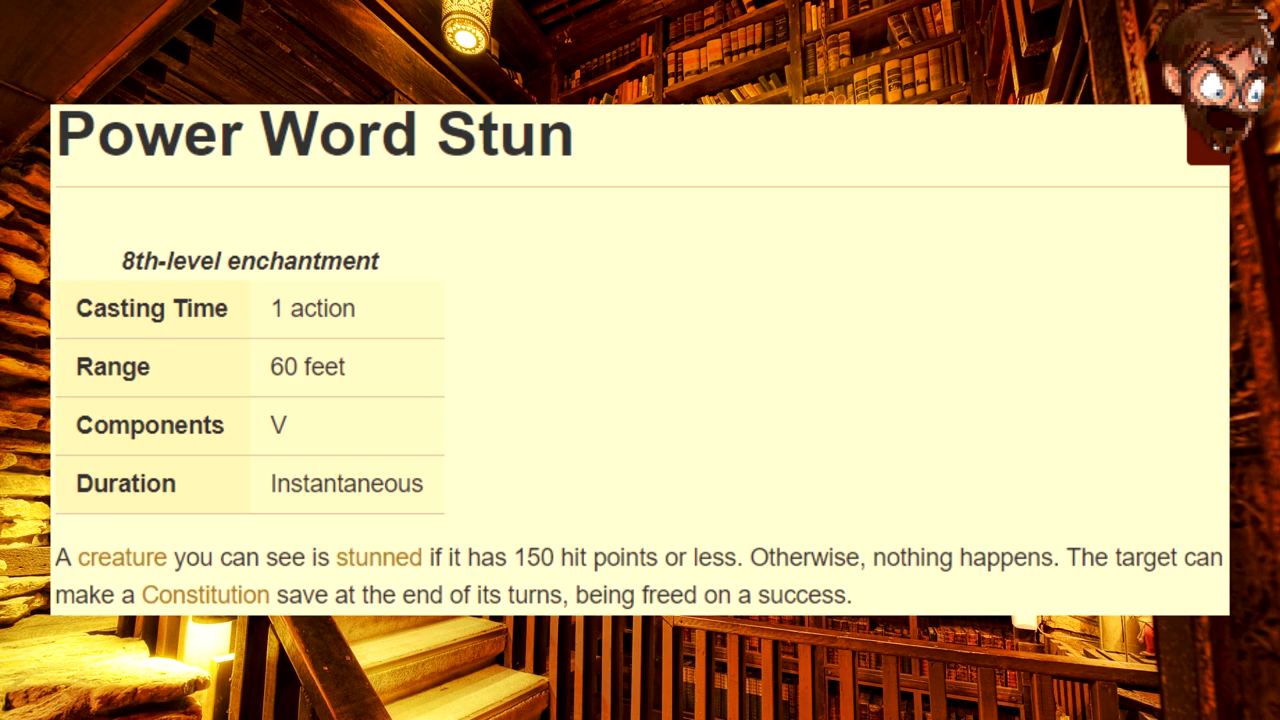 Power Word Stun
8th-level enchantment
Casting Time 1 action
Range 60 feet
Components V
Duration Instantaneous
A creature you can see is stunned if it has 150 hit points or less. Otherwise, nothing happens. The target can
make a Constitution save at the end of its turns, being freed on a success.